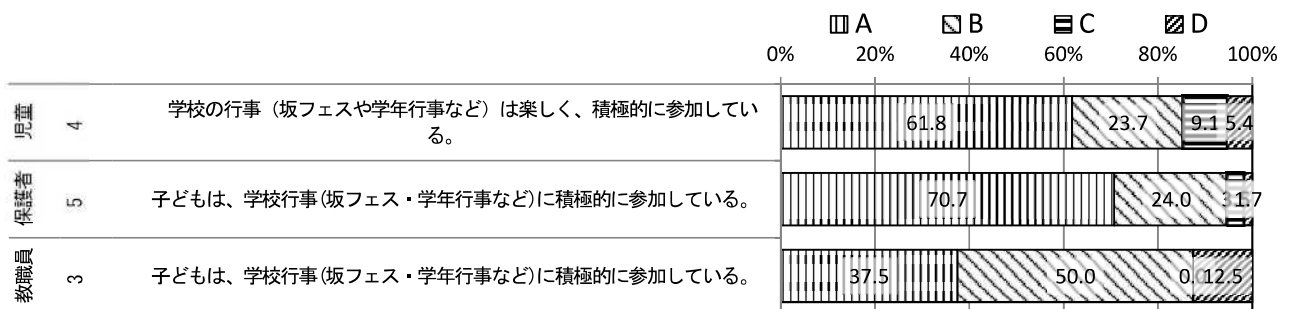 A B C D
0% 20% 40% 60% 80% 100%
児童 4 学校の行事（坂フェスや学年行事など）は楽しく、積極的に参加してい
る。
61.8 23.7 9.1 5.4
保護者 5 子どもは、学校行事(坂フェス・学年行事など)に積極的に参加している。
70.7 24.0 1.7
教職員 3 子どもは、学校行事(坂フェス・学年行事など)に積極的に参加している。
37.5 50.0 12.5